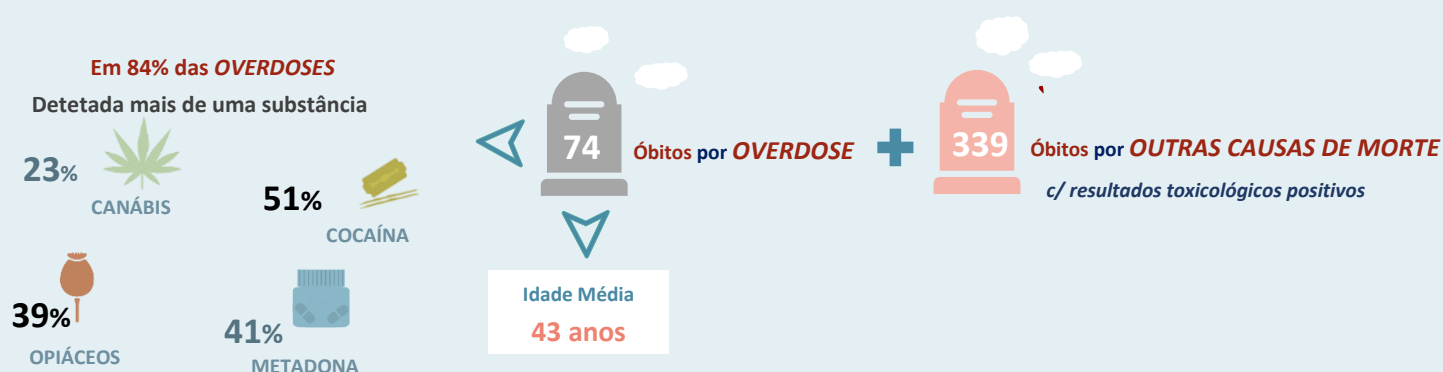 Em 84% das OVERDOSES
Detetada mais de uma substância
23%
CANÁBIS
51%
COCAÍNA
39%
OPIÁCEOS
41%
METADONA
74
Óbitos por OVERDOSE
339
Óbitos por OUTRAS CAUSAS DE MORTE
c/ resultados toxicológicos positivos
Idade Média
43 anos